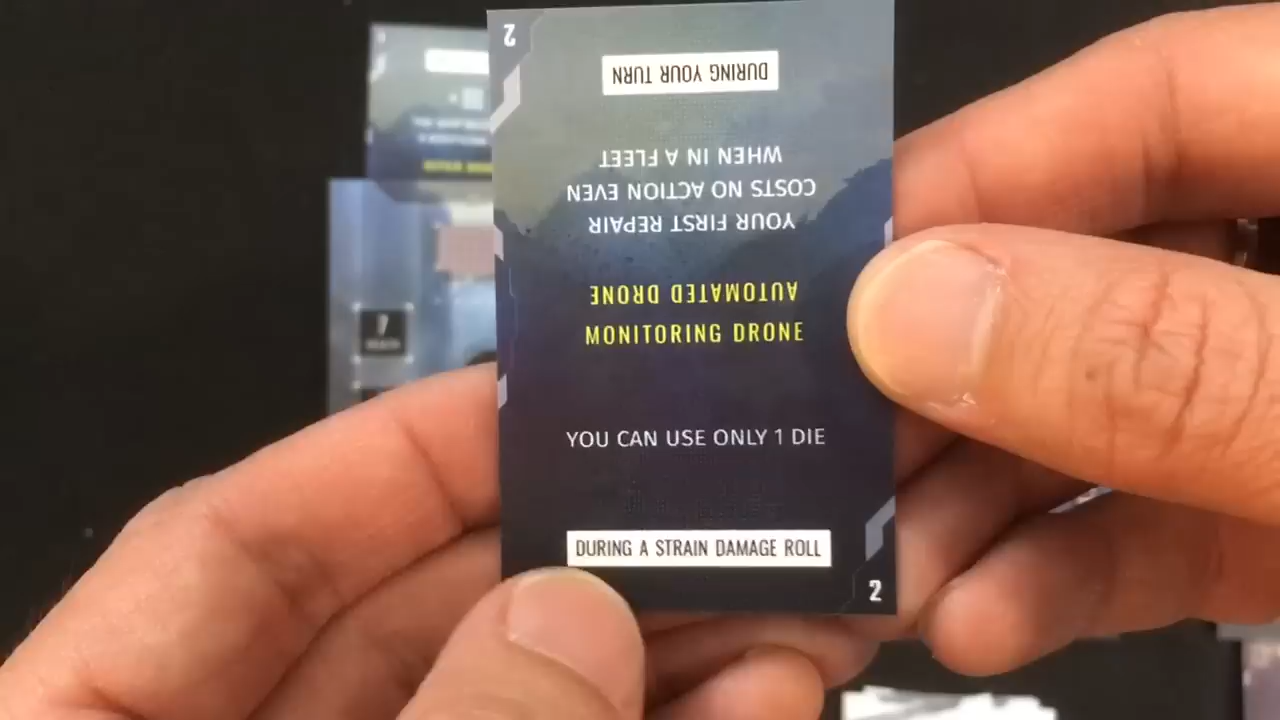 2
DURING YOUR TURN
YOUR FIRST REPAIR
COSTS NO ACTION EVEN
WHEN IN A FLEET
AUTOMATED DRONE
MONITORING DRONE
YOU CAN USE ONLY 1 DIE
DURING A STRAIN DAMAGE ROLL
2